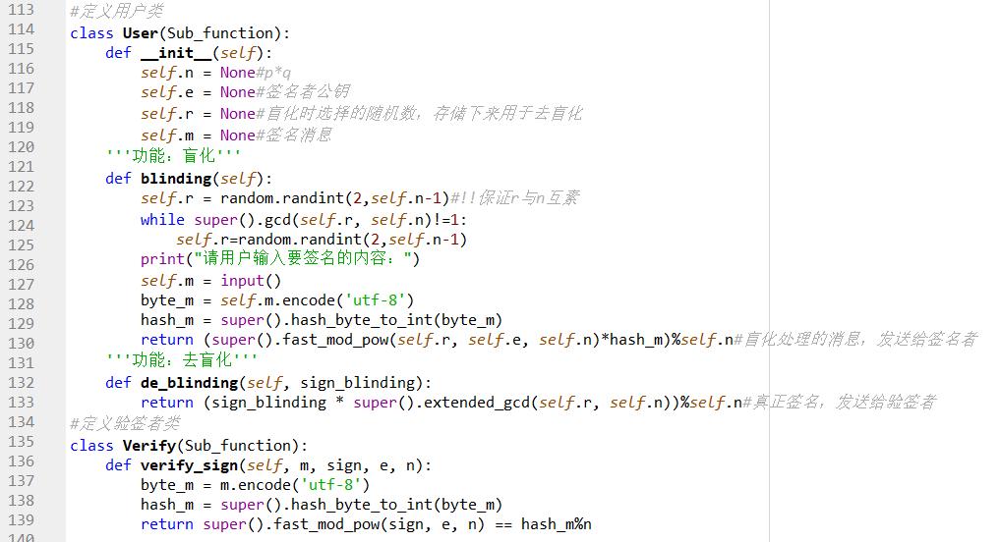 113 #定义用户类
114 class User(Sub_function):
115     def __init__(self):
116         self.n = None#p*q
117         self.e = None#签名者公钥
118         self.r = None#盲化时选择的随机数，存储下来用于去盲化
119         self.m = None#签名消息
120     '''功能：盲化'''
121     def blinding(self):
122         self.r = random.randint(2,self.n-1)#!!保证r与n互素
123         while super().gcd(self.r, self.n)!=1:
124             self.r=random.randint(2,self.n-1)
125         print("请用户输入要签名的内容：")
126         self.m = input()
127         byte_m = self.m.encode('utf-8')
128         hash_m = super().hash_byte_to_int(byte_m)
129         return (super().fast_mod_pow(self.r, self.e, self.n)*hash_m)%self.n#盲化处理的消息，发送给签名者
130     '''功能：去盲化'''
131     def de_blinding(self, sign_blinding):
132         return (sign_blinding * super().extended_gcd(self.r, self.n))%self.n#真正签名，发送给验签者
133 #定义验签者类
134 class Verify(Sub_function):
135     def verify_sign(self, m, sign, e, n):
136         byte_m = m.encode('utf-8')
137         hash_m = super().hash_byte_to_int(byte_m)
138         return super().fast_mod_pow(sign, e, n) == hash_m%n
139
140